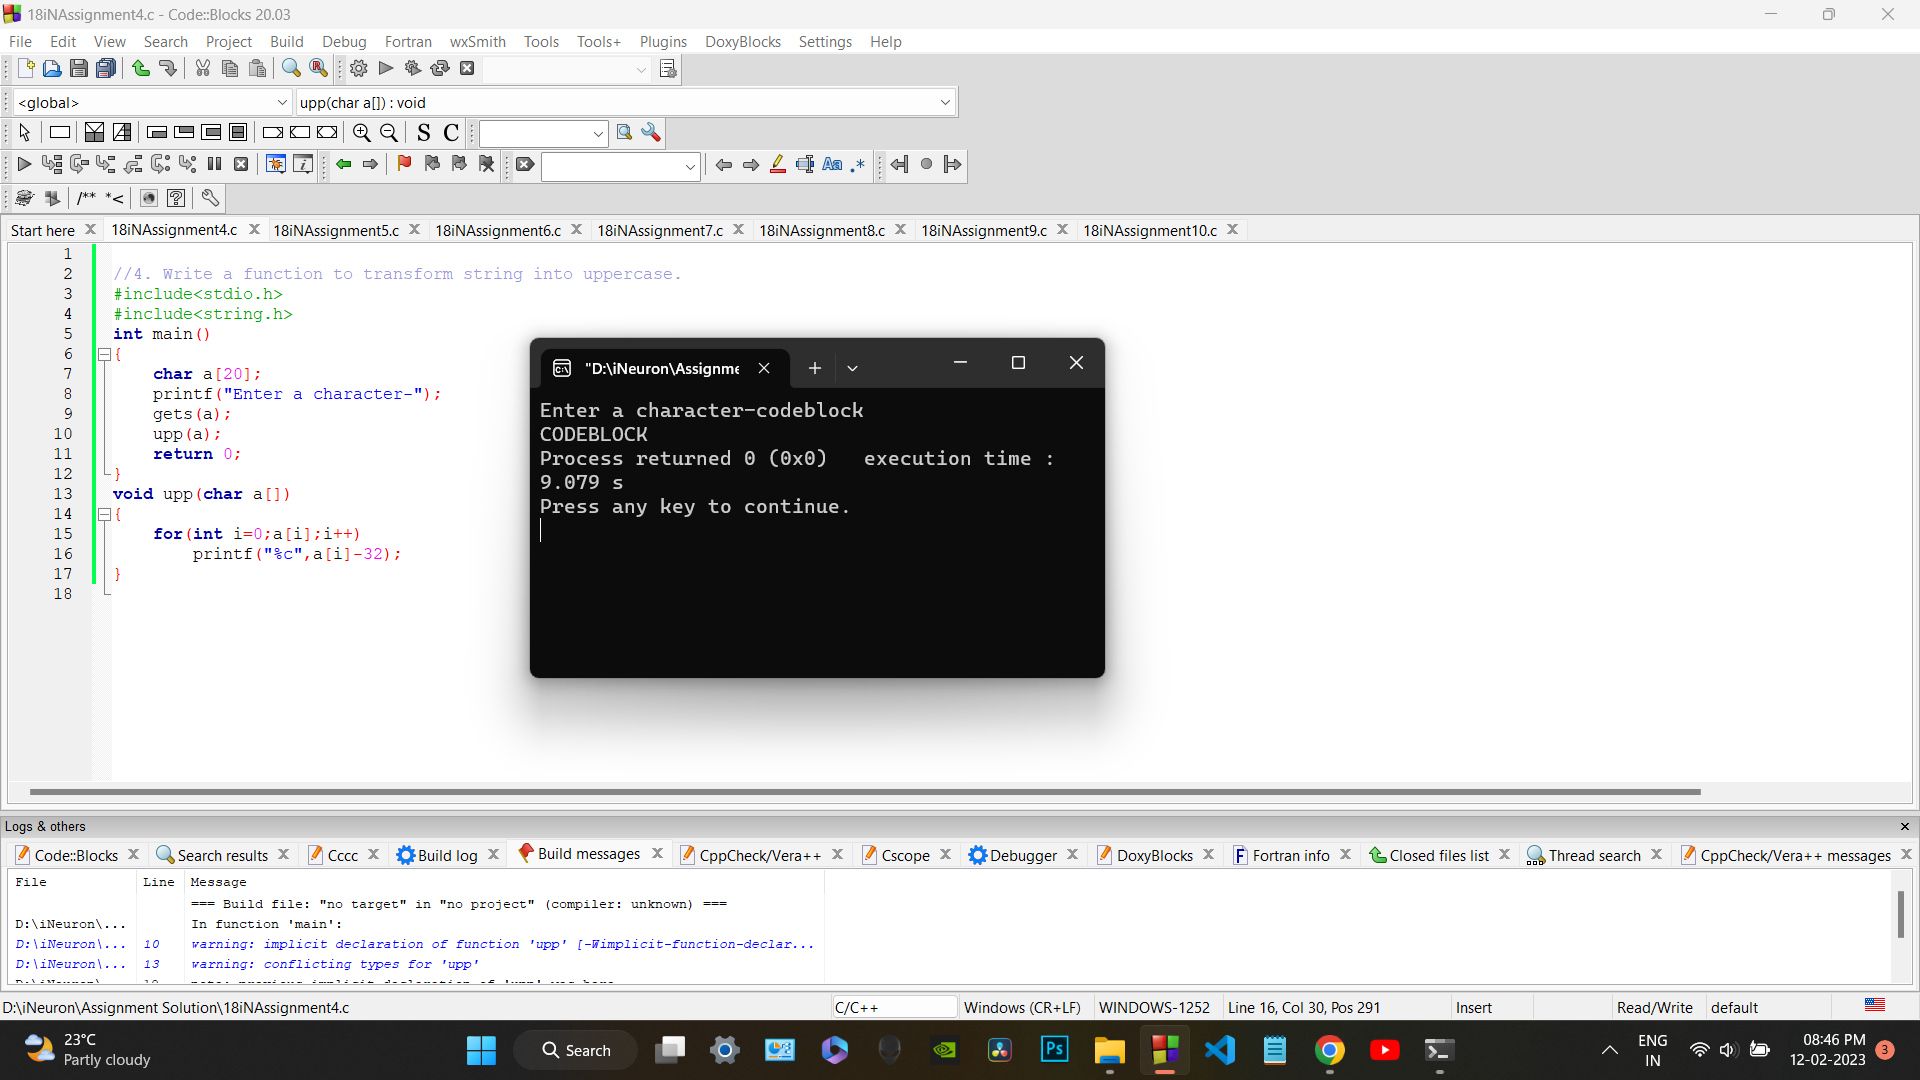 18iNAssignment4.c - Code::Blocks 20.03
File Edit View Search Project Build Debug Fortran wxSmith Tools Tools+ Plugins DoxyBlocks Settings Help
<global> upp(char a[]) : void
S C
Aa .*
/** *<
Start here 18iNAssignment4.c 18iNAssignment5.c 18iNAssignment6.c 18iNAssignment7.c 18iNAssignment8.c 18iNAssignment9.c 18iNAssignment10.c
1
2 //4. Write a function to transform string into uppercase.
3 #include<stdio.h>
4 #include<string.h>
5 int main()
6 {
7 char a[20];
8 printf("Enter a character-");
9 gets(a);
10 upp(a);
11 return 0;
12 }
13 void upp(char a[])
14 {
15 for(int i=0;a[i];i++)
16 printf("%c",a[i]-32);
17 }
18
"D:\iNeuron\Assignme
Enter a character-codeblock
CODEBLOCK
Process returned 0 (0x0) execution time :
9.079 s
Press any key to continue.
Logs & others
Code::Blocks Search results Cccc Build log Build messages CppCheck/Vera++ Cscope Debugger DoxyBlocks Fortran info Closed files list Thread search CppCheck/Vera++ messages
File Line Message
=== Build file: "no target" in "no project" (compiler: unknown) ===
D:\iNeuron\... In function 'main':
D:\iNeuron\... 10 warning: implicit declaration of function 'upp' [-Wimplicit-function-declar...
D:\iNeuron\... 13 warning: conflicting types for 'upp'
D:\iNeuron\Assignment Solution\18iNAssignment4.c C/C++ Windows (CR+LF) WINDOWS-1252 Line 16, Col 30, Pos 291 Insert Read/Write default
23°C
Partly cloudy
Search
Ps
ENG
IN
08:46 PM
12-02-2023
3